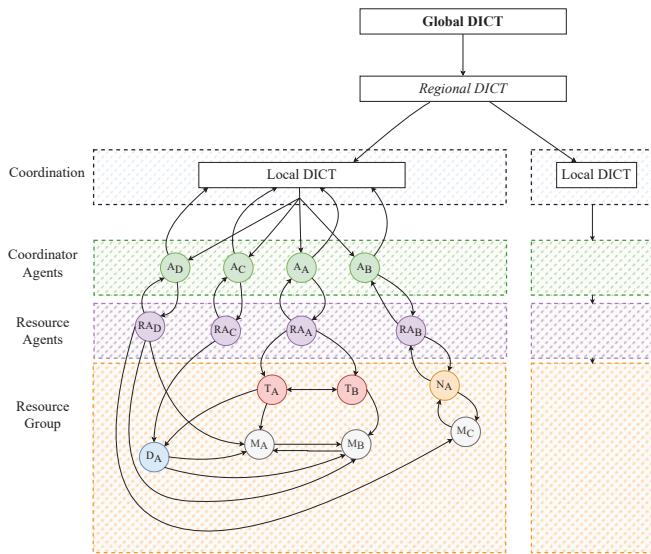 Global DICT
Regional DICT
Coordination
Local DICT
Local DICT
Coordinator
Agents
A_D
A_C
A_A
A_B
Resource
Agents
RA_D
RA_C
RA_A
RA_B
Resource
Group
T_A
T_B
N_A
M_C
D_A
M_A
M_B